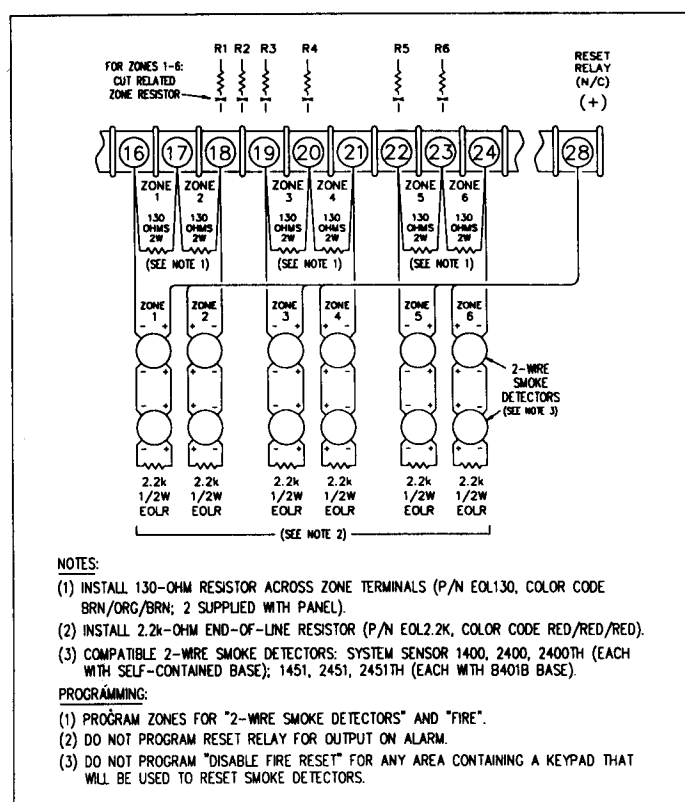 R1 R2 R3 R4 R5 R6
FOR ZONES 1-6:
CUT RELATED
ZONE RESISTOR
RESET
RELAY
(N/C)
(+)
16 17 18 19 20 21 22 23 24 28
ZONE ZONE ZONE ZONE ZONE ZONE
1 2 3 4 5 6
130 130 130 130 130 130
OHMS OHMS OHMS OHMS OHMS OHMS
2W 2W 2W 2W 2W 2W
(SEE NOTE 1) (SEE NOTE 1) (SEE NOTE 1)
ZONE ZONE ZONE ZONE ZONE ZONE
1 2 3 4 5 6
- + - + - + - + - + - +
- + - + - + - + - + - +
- + - + - + - + - + - +
- + - + - + - + - + - +
2-WIRE
SMOKE
DETECTORS
(SEE NOTE 3)
2.2k 2.2k 2.2k 2.2k 2.2k 2.2k
1/2W 1/2W 1/2W 1/2W 1/2W 1/2W
EOLR EOLR EOLR EOLR EOLR EOLR
(SEE NOTE 2)
NOTES:
(1) INSTALL 130-OHM RESISTOR ACROSS ZONE TERMINALS (P/N EOL130, COLOR CODE
BRN/ORG/BRN; 2 SUPPLIED WITH PANEL).
(2) INSTALL 2.2k-OHM END-OF-LINE RESISTOR (P/N EOL2.2K, COLOR CODE RED/RED/RED).
(3) COMPATIBLE 2-WIRE SMOKE DETECTORS: SYSTEM SENSOR 1400, 2400, 2400TH (EACH
WITH SELF-CONTAINED BASE); 1451, 2451, 2451TH (EACH WITH B401B BASE).
PROGRAMMING:
(1) PROGRAM ZONES FOR "2-WIRE SMOKE DETECTORS" AND "FIRE".
(2) DO NOT PROGRAM RESET RELAY FOR OUTPUT ON ALARM.
(3) DO NOT PROGRAM "DISABLE FIRE RESET" FOR ANY AREA CONTAINING A KEYPAD THAT
WILL BE USED TO RESET SMOKE DETECTORS.